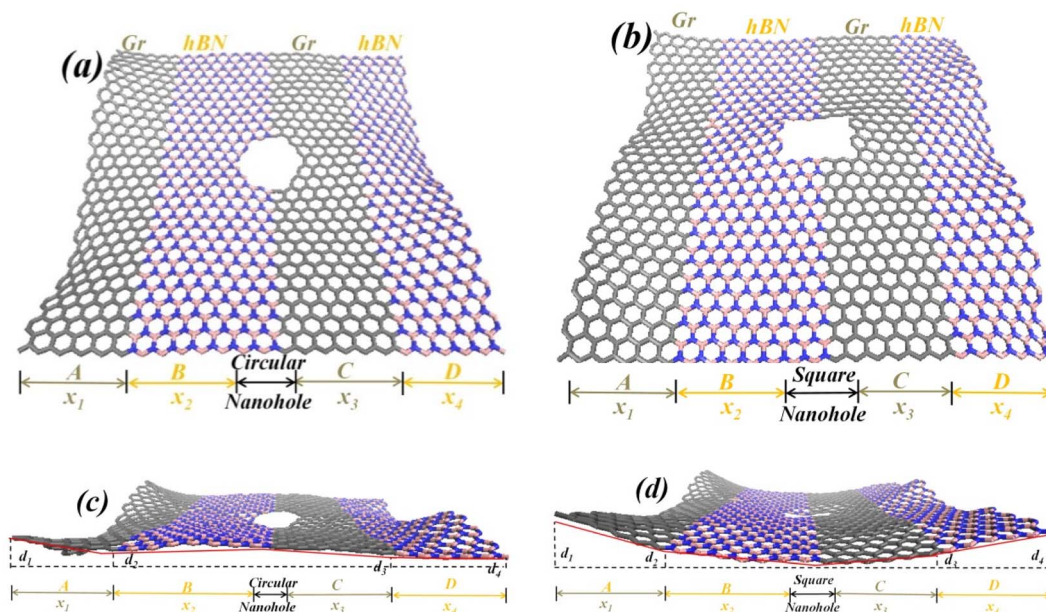 (a)
Gr hBN Gr hBN
A B Circular C D
x1 x2 Nanohole x3 x4
(b)
Gr hBN Gr hBN
A B Square C D
x1 x2 Nanohole x3 x4
(c)
d1 d2 d3 d4
A B Circular C D
x1 x2 Nanohole x3 x4
(d)
d1 d2 d3 d4
A B Square C D
x1 x2 Nanohole x3 x4